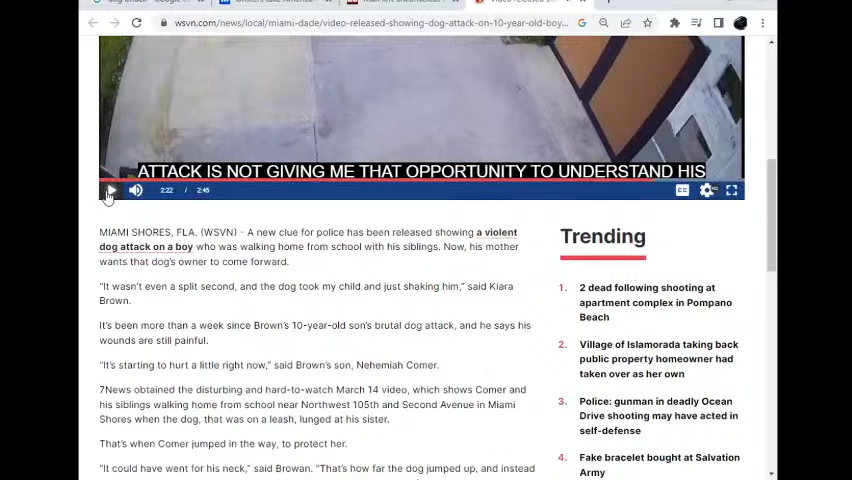 wsvn.com/news/local/miami-dade/video-released-showing-dog-attack-on-10-year-old-boy...
ATTACK IS NOT GIVING ME THAT OPPORTUNITY TO UNDERSTAND HIS
2:22 / 2:45
CC
MIAMI SHORES, FLA. (WSVN) - A new clue for police has been released showing a violent
dog attack on a boy who was walking home from school with his siblings. Now, his mother
wants that dog's owner to come forward.
"It wasn't even a split second, and the dog took my child and just shaking him," said Kiara
Brown.
It's been more than a week since Brown's 10-year-old son's brutal dog attack, and he says his
wounds are still painful.
"It's starting to hurt a little right now," said Brown's son, Nehemiah Comer.
7News obtained the disturbing and hard-to-watch March 14 video, which shows Comer and
his siblings walking home from school near Northwest 105th and Second Avenue in Miami
Shores when the dog, that was on a leash, lunged at his sister.
That's when Comer jumped in the way, to protect her.
"It could have went for his neck," said Browan. "That's how far the dog jumped up, and instead
Trending
1. 2 dead following shooting at
apartment complex in Pompano
Beach
2. Village of Islamorada taking back
public property homeowner had
taken over as her own
3. Police: gunman in deadly Ocean
Drive shooting may have acted in
self-defense
4. Fake bracelet bought at Salvation
Army